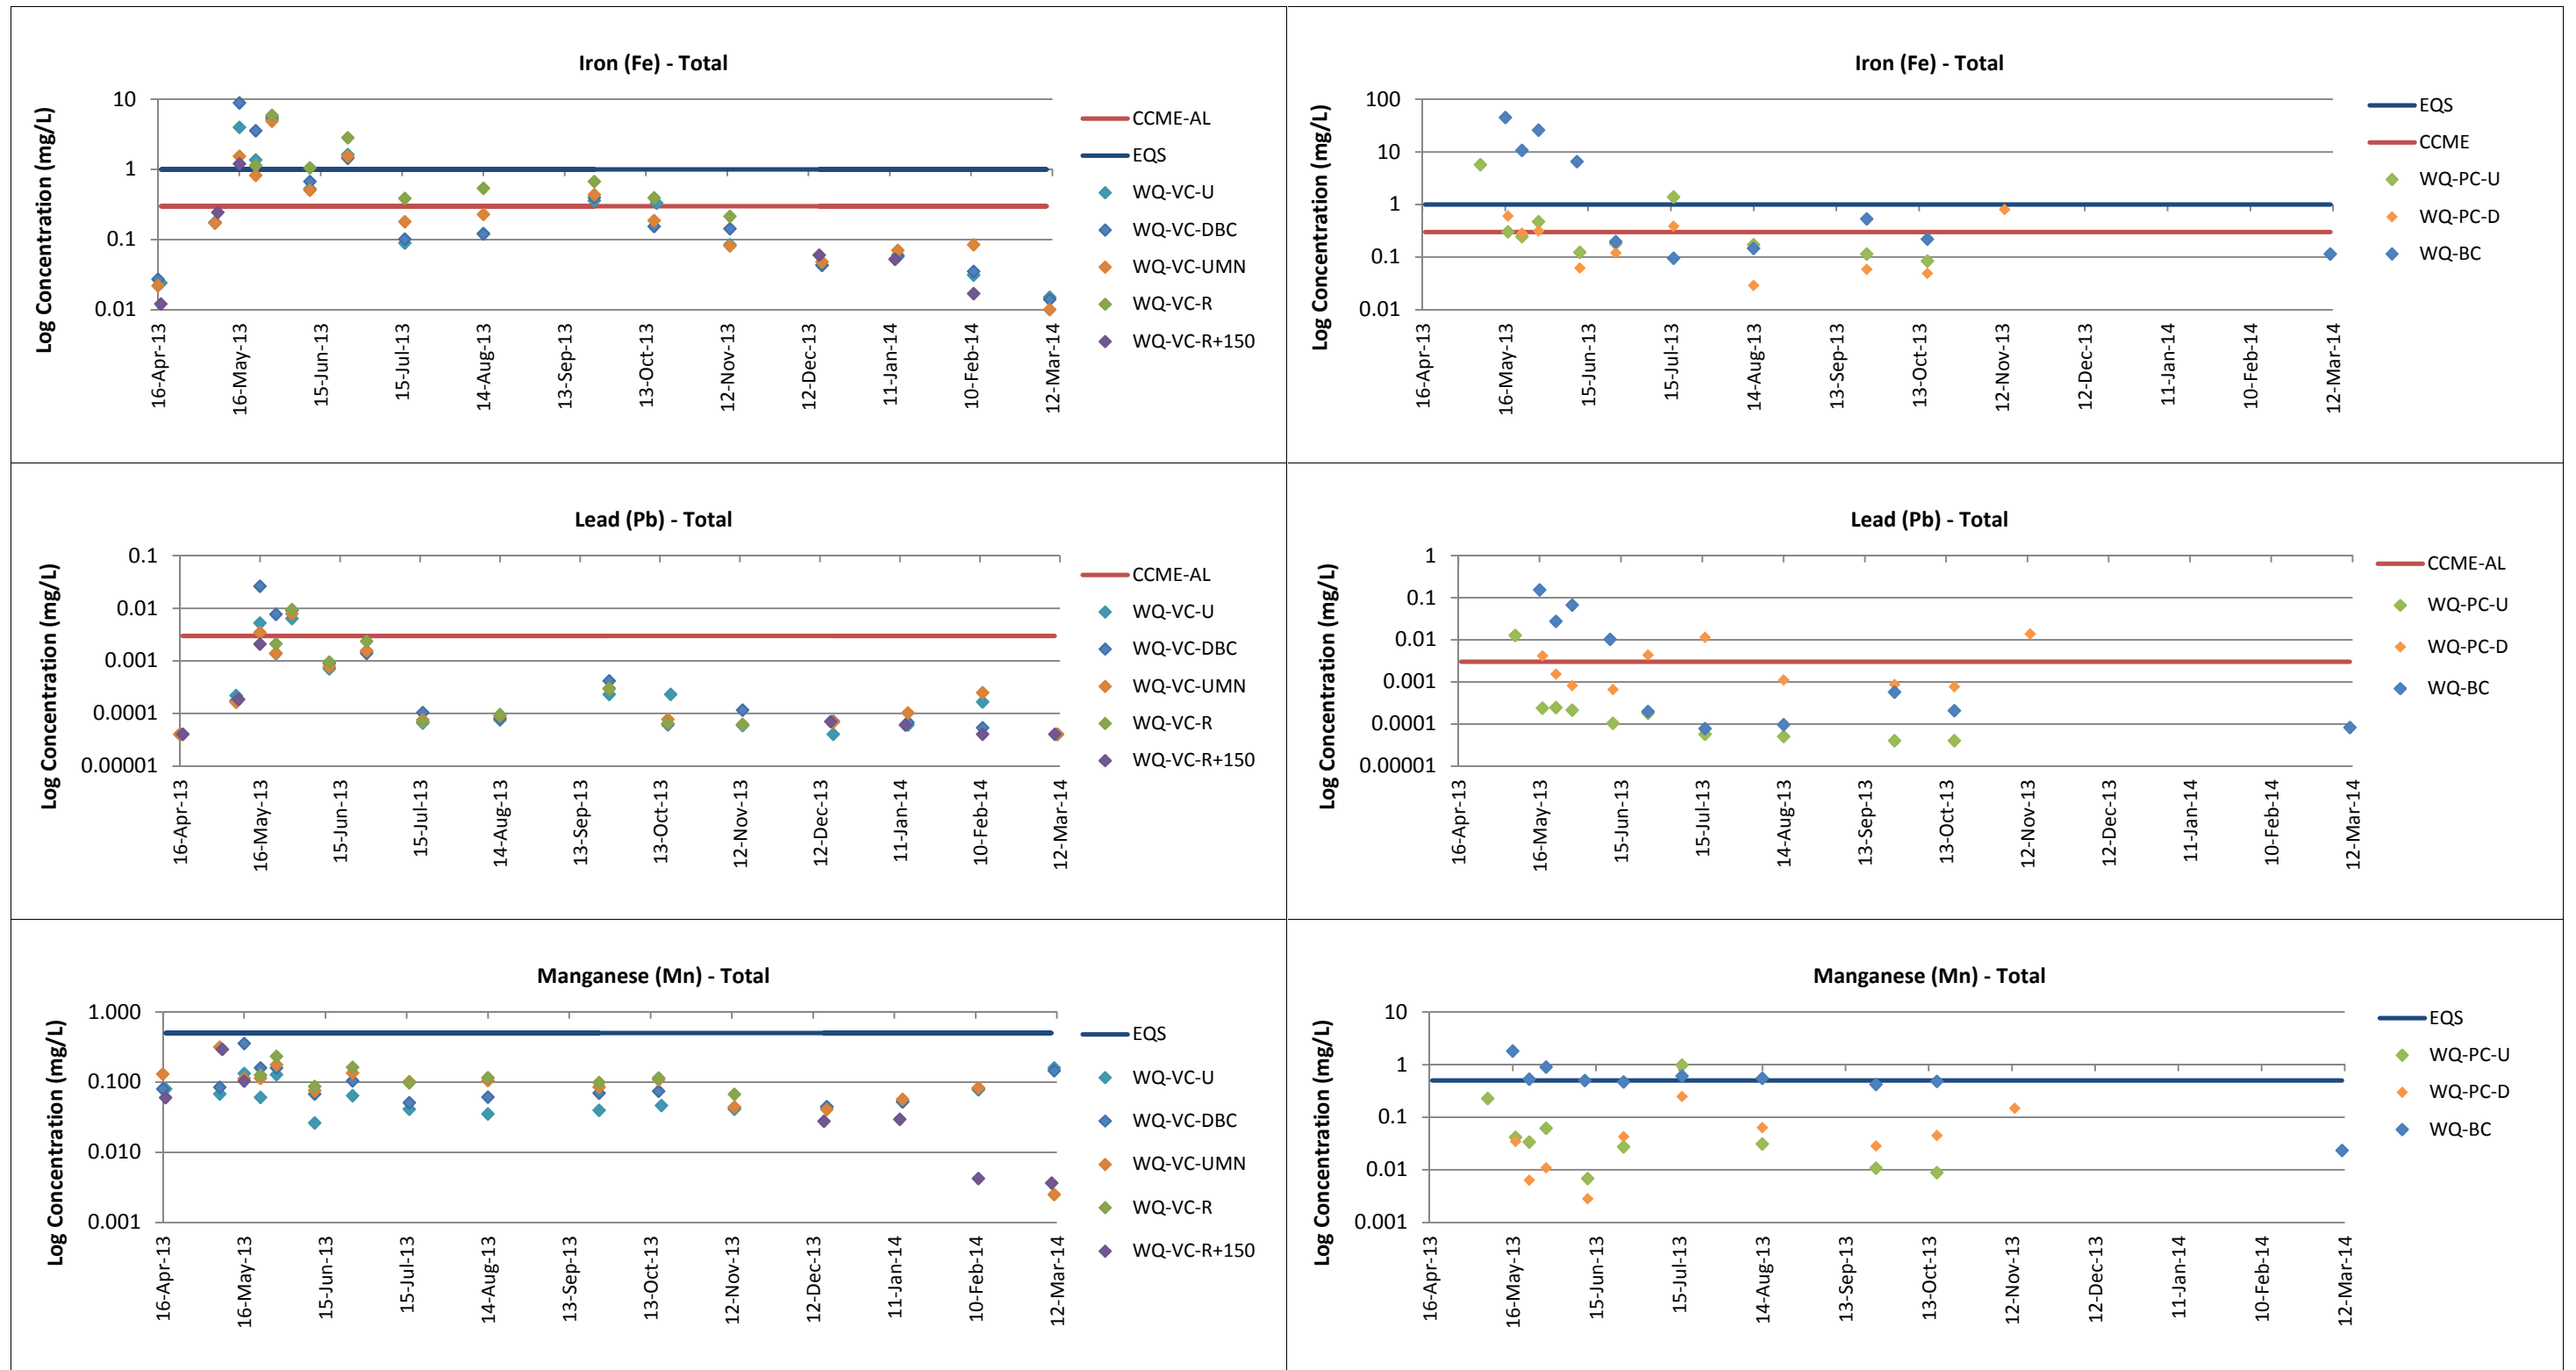 Iron (Fe) - Total
Log Concentration (mg/L)
10
1
0.1
0.01
16-Apr-13
16-May-13
15-Jun-13
15-Jul-13
14-Aug-13
13-Sep-13
13-Oct-13
12-Nov-13
12-Dec-13
11-Jan-14
10-Feb-14
12-Mar-14
CCME-AL
EQS
WQ-VC-U
WQ-VC-DBC
WQ-VC-UMN
WQ-VC-R
WQ-VC-R+150
Iron (Fe) - Total
Log Concentration (mg/L)
100
10
1
0.1
0.01
16-Apr-13
16-May-13
15-Jun-13
15-Jul-13
14-Aug-13
13-Sep-13
13-Oct-13
12-Nov-13
12-Dec-13
11-Jan-14
10-Feb-14
12-Mar-14
EQS
CCME
WQ-PC-U
WQ-PC-D
WQ-BC
Lead (Pb) - Total
Log Concentration (mg/L)
0.1
0.01
0.001
0.0001
0.00001
16-Apr-13
16-May-13
15-Jun-13
15-Jul-13
14-Aug-13
13-Sep-13
13-Oct-13
12-Nov-13
12-Dec-13
11-Jan-14
10-Feb-14
12-Mar-14
CCME-AL
WQ-VC-U
WQ-VC-DBC
WQ-VC-UMN
WQ-VC-R
WQ-VC-R+150
Lead (Pb) - Total
Log Concentration (mg/L)
1
0.1
0.01
0.001
0.0001
0.00001
16-Apr-13
16-May-13
15-Jun-13
15-Jul-13
14-Aug-13
13-Sep-13
13-Oct-13
12-Nov-13
12-Dec-13
11-Jan-14
10-Feb-14
12-Mar-14
CCME-AL
WQ-PC-U
WQ-PC-D
WQ-BC
Manganese (Mn) - Total
Log Concentration (mg/L)
1.000
0.100
0.010
0.001
16-Apr-13
16-May-13
15-Jun-13
15-Jul-13
14-Aug-13
13-Sep-13
13-Oct-13
12-Nov-13
12-Dec-13
11-Jan-14
10-Feb-14
12-Mar-14
EQS
WQ-VC-U
WQ-VC-DBC
WQ-VC-UMN
WQ-VC-R
WQ-VC-R+150
Manganese (Mn) - Total
Log Concentration (mg/L)
10
1
0.1
0.01
0.001
16-Apr-13
16-May-13
15-Jun-13
15-Jul-13
14-Aug-13
13-Sep-13
13-Oct-13
12-Nov-13
12-Dec-13
11-Jan-14
10-Feb-14
12-Mar-14
EQS
WQ-PC-U
WQ-PC-D
WQ-BC